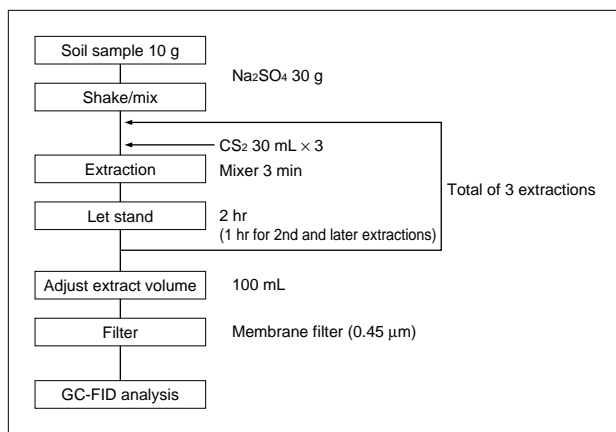 Soil sample 10 g
Na₂SO₄ 30 g
Shake/mix
CS₂ 30 mL × 3
Extraction
Mixer 3 min
Total of 3 extractions
Let stand
2 hr
(1 hr for 2nd and later extractions)
Adjust extract volume
100 mL
Filter
Membrane filter (0.45 μm)
GC-FID analysis